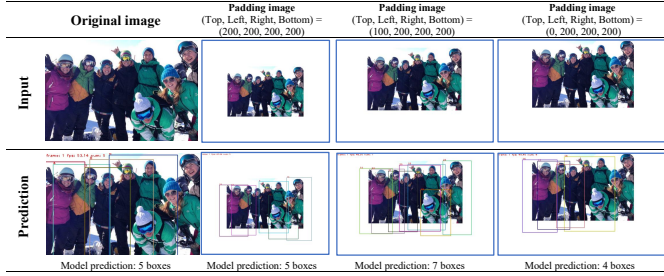 Original image
Padding image
(Top, Left, Right, Bottom) =
(200, 200, 200, 200)
Padding image
(Top, Left, Right, Bottom) =
(100, 200, 200, 200)
Padding image
(Top, Left, Right, Bottom) =
(0, 200, 200, 200)
Input
Prediction
Model prediction: 5 boxes
Model prediction: 5 boxes
Model prediction: 7 boxes
Model prediction: 4 boxes